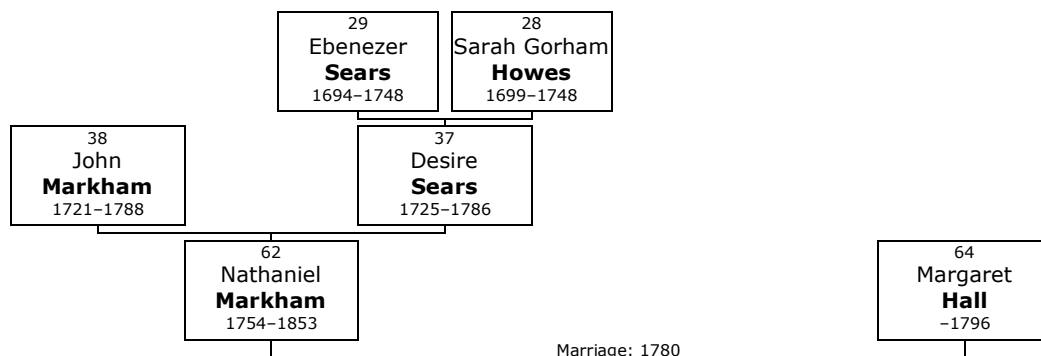 29
Ebenezer
Sears
1694–1748
28
Sarah Gorham
Howes
1699–1748
38
John
Markham
1721–1788
37
Desire
Sears
1725–1786
62
Nathaniel
Markham
1754–1853
64
Margaret
Hall
–1796
Marriage: 1780